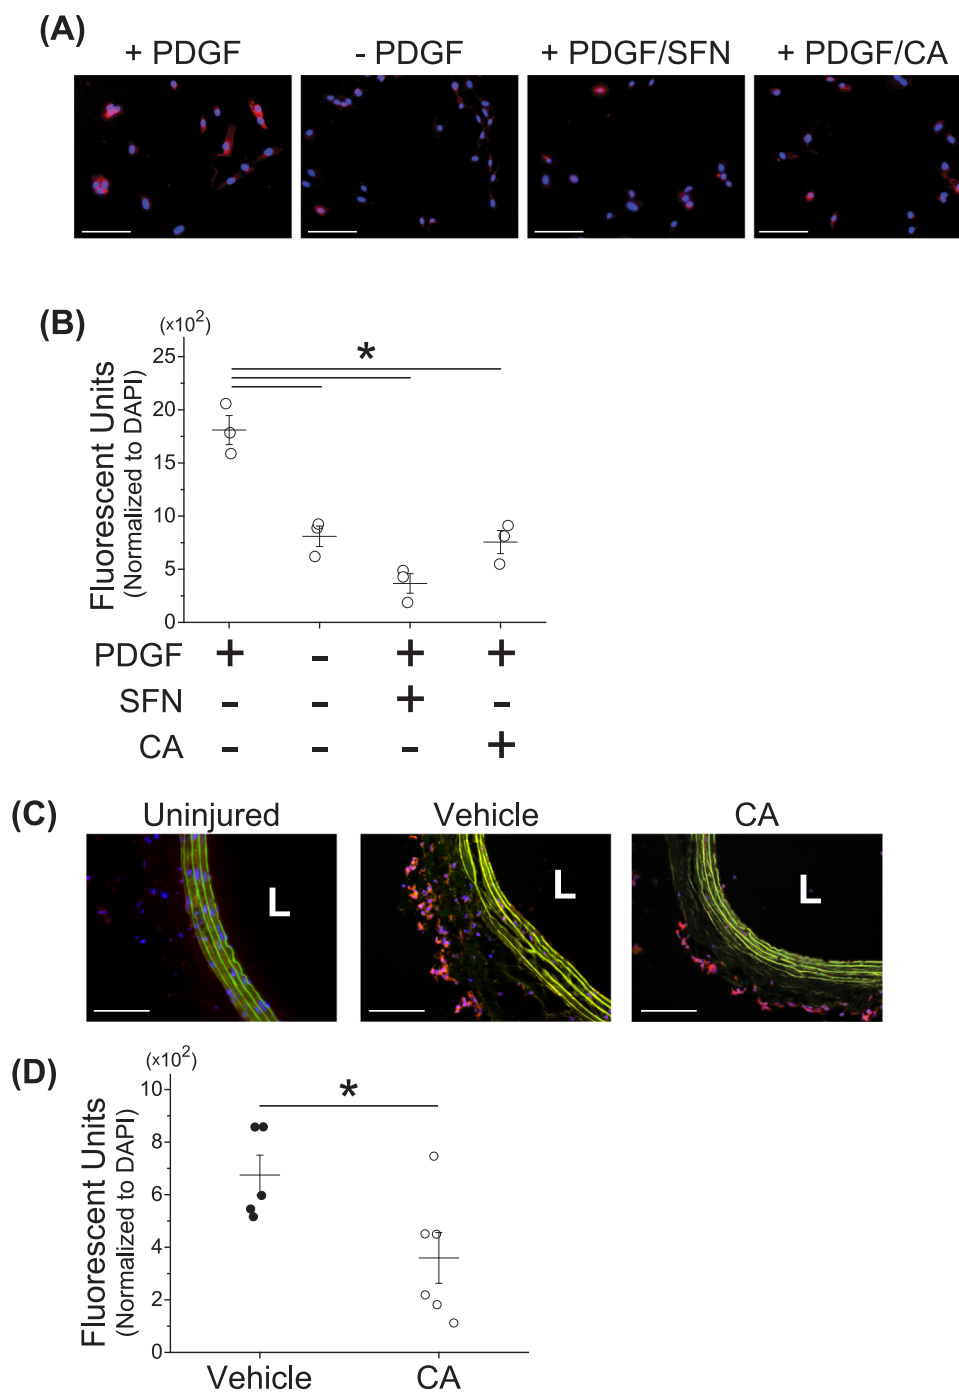 (A)
+ PDGF - PDGF + PDGF/SFN + PDGF/CA
(B)
(x10²)
*
Fluorescent Units
(Normalized to DAPI)
25
20
15
10
5
0
PDGF + - + +
SFN - - + -
CA - - - +
(C)
Uninjured Vehicle CA
L L L
(D)
(x10²)
*
Fluorescent Units
(Normalized to DAPI)
10
8
6
4
2
0
Vehicle CA